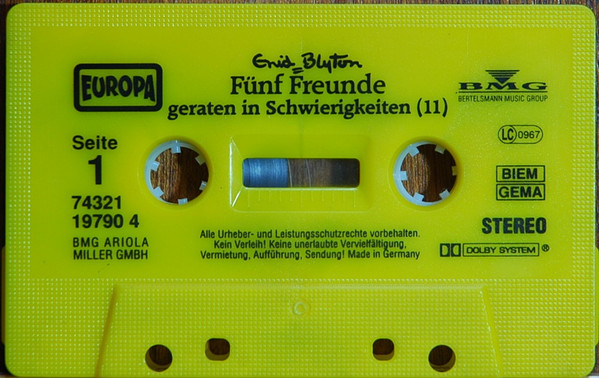 Enid Blyton
EUROPA
Fünf Freunde
geraten in Schwierigkeiten (11)
BMG
BERTELSMANN MUSIC GROUP
Seite
1
LC 0967
BIEM
GEMA
74321
19790 4
BMG ARIOLA
MILLER GMBH
Alle Urheber- und Leistungsschutzrechte vorbehalten.
Kein Verleih! Keine unerlaubte Vervielfältigung,
Vermietung, Aufführung, Sendung! Made in Germany
STEREO
DOLBY SYSTEM ®